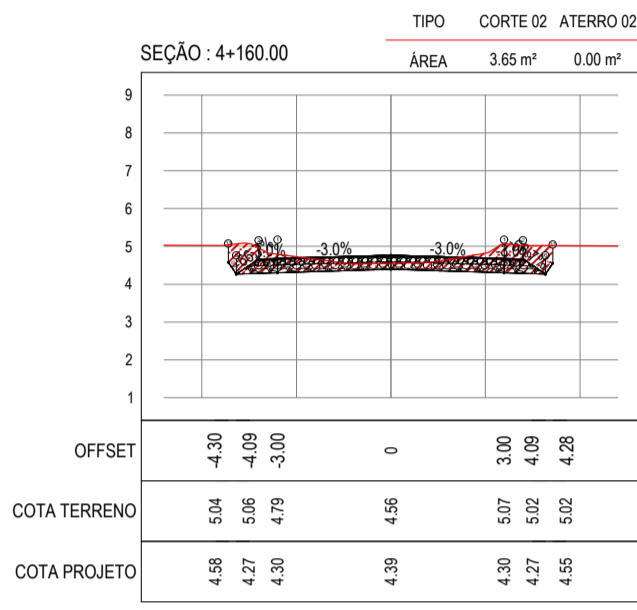 TIPO CORTE 02 ATERRO 02
SEÇÃO : 4+160.00
ÁREA 3.65 m² 0.00 m²
9
8
7
6
5
4
3
2
1
-3.0% -3.0%
OFFSET -4.30 -4.09 -3.00 0 3.00 4.09 4.28
COTA TERRENO 5.04 5.06 4.79 4.56 5.07 5.02 5.02
COTA PROJETO 4.58 4.27 4.30 4.39 4.30 4.27 4.55